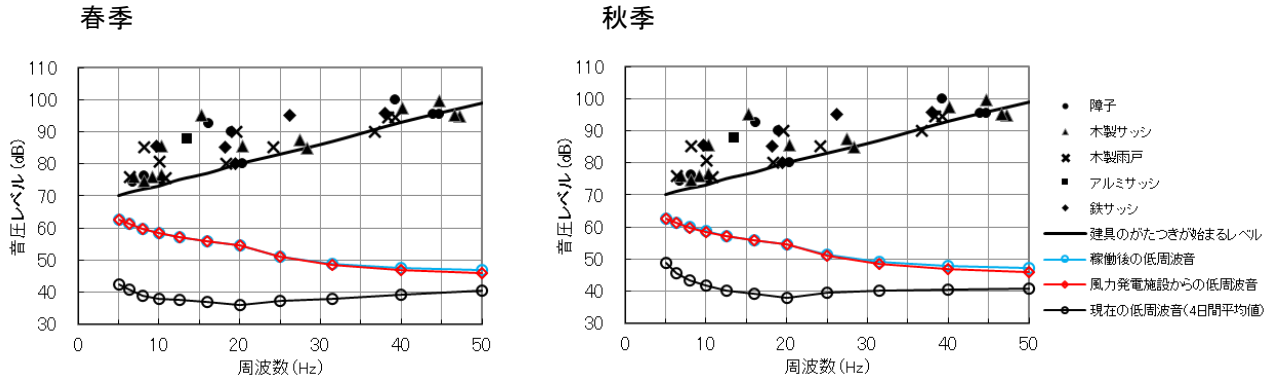 春季
音圧レベル(dB)
110
100
90
80
70
60
50
40
30
0
10
20
30
40
50
周波数(Hz)
秋季
音圧レベル(dB)
110
100
90
80
70
60
50
40
30
0
10
20
30
40
50
周波数(Hz)
障子
木製サッシ
木製雨戸
アルミサッシ
鉄サッシ
建具のがたつきが始まるレベル
稼働後の低周波音
風力発電施設からの低周波音
現在の低周波音(4日間平均値)